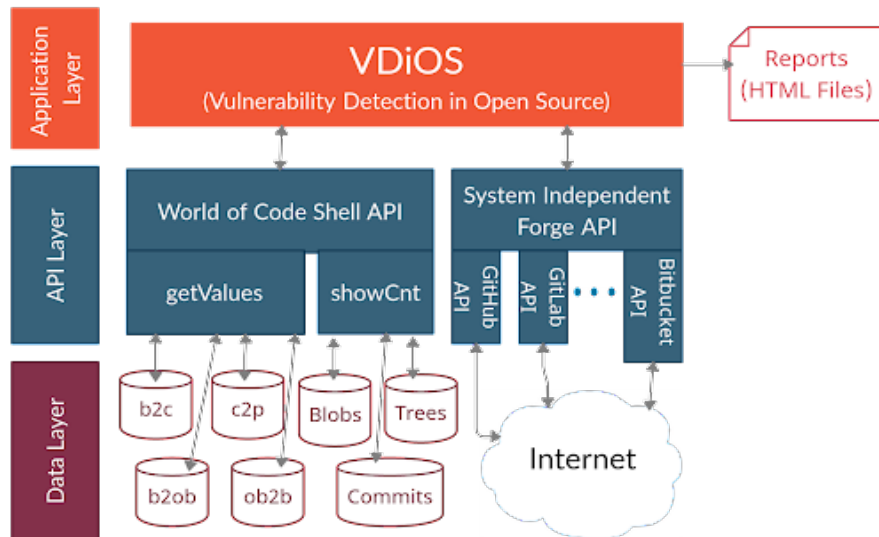 Application
Layer
VDiOS
(Vulnerability Detection in Open Source)
Reports
(HTML Files)
API Layer
World of Code Shell API
System Independent
Forge API
getValues
showCnt
GitHub
API
GitLab
API
Bitbucket
API
Data Layer
b2c
c2p
Blobs
Trees
b2ob
ob2b
Commits
Internet